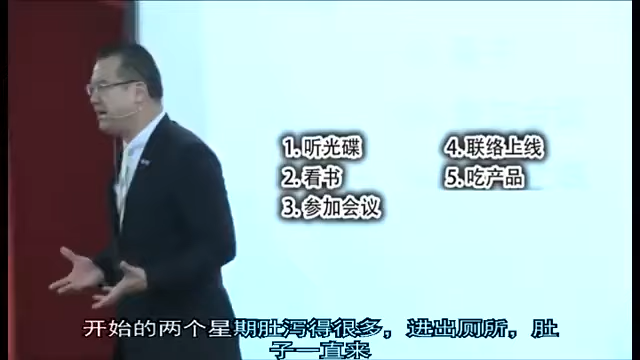 1.听光碟
2.看书
3.参加会议
4.联络上线
5.吃产品
开始的两个星期肚泻得很多，进出厕所，肚
子一直来